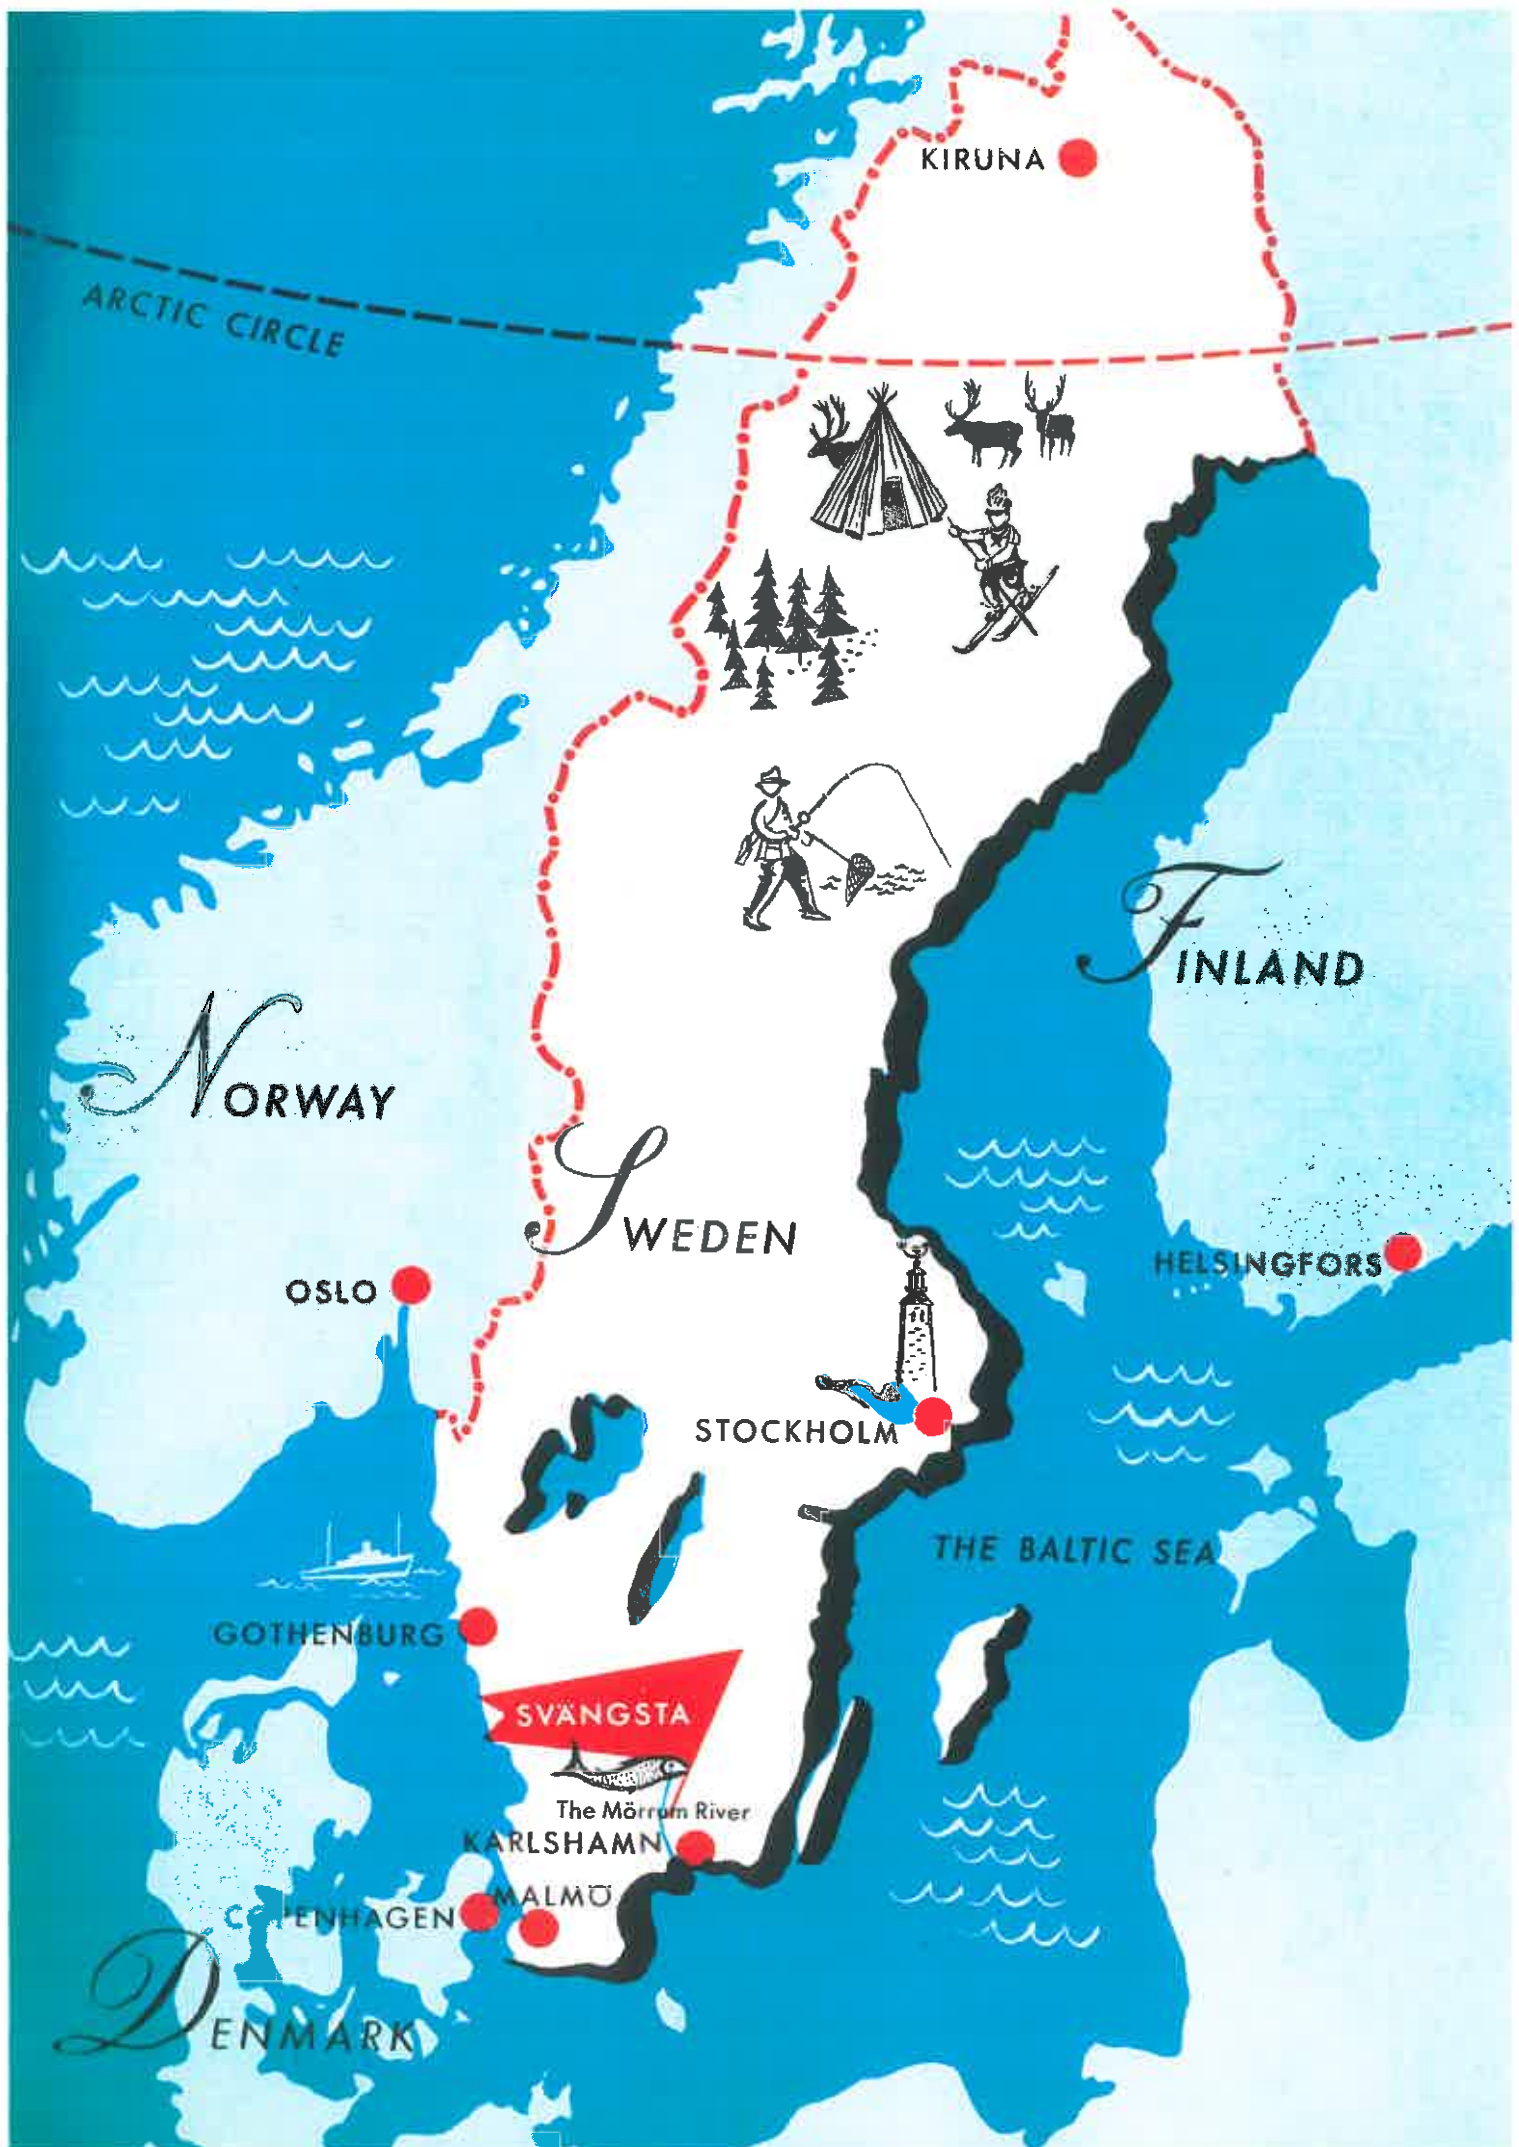 KIRUNA
ARCTIC CIRCLE
FINLAND
NORWAY
SWEDEN
HELSINGFORS
OSLO
STOCKHOLM
THE BALTIC SEA
GOTHENBURG
SVÄNGSTA
The Mörrum River
KARLSHAMN
MALMÖ
COPENHAGEN
DENMARK